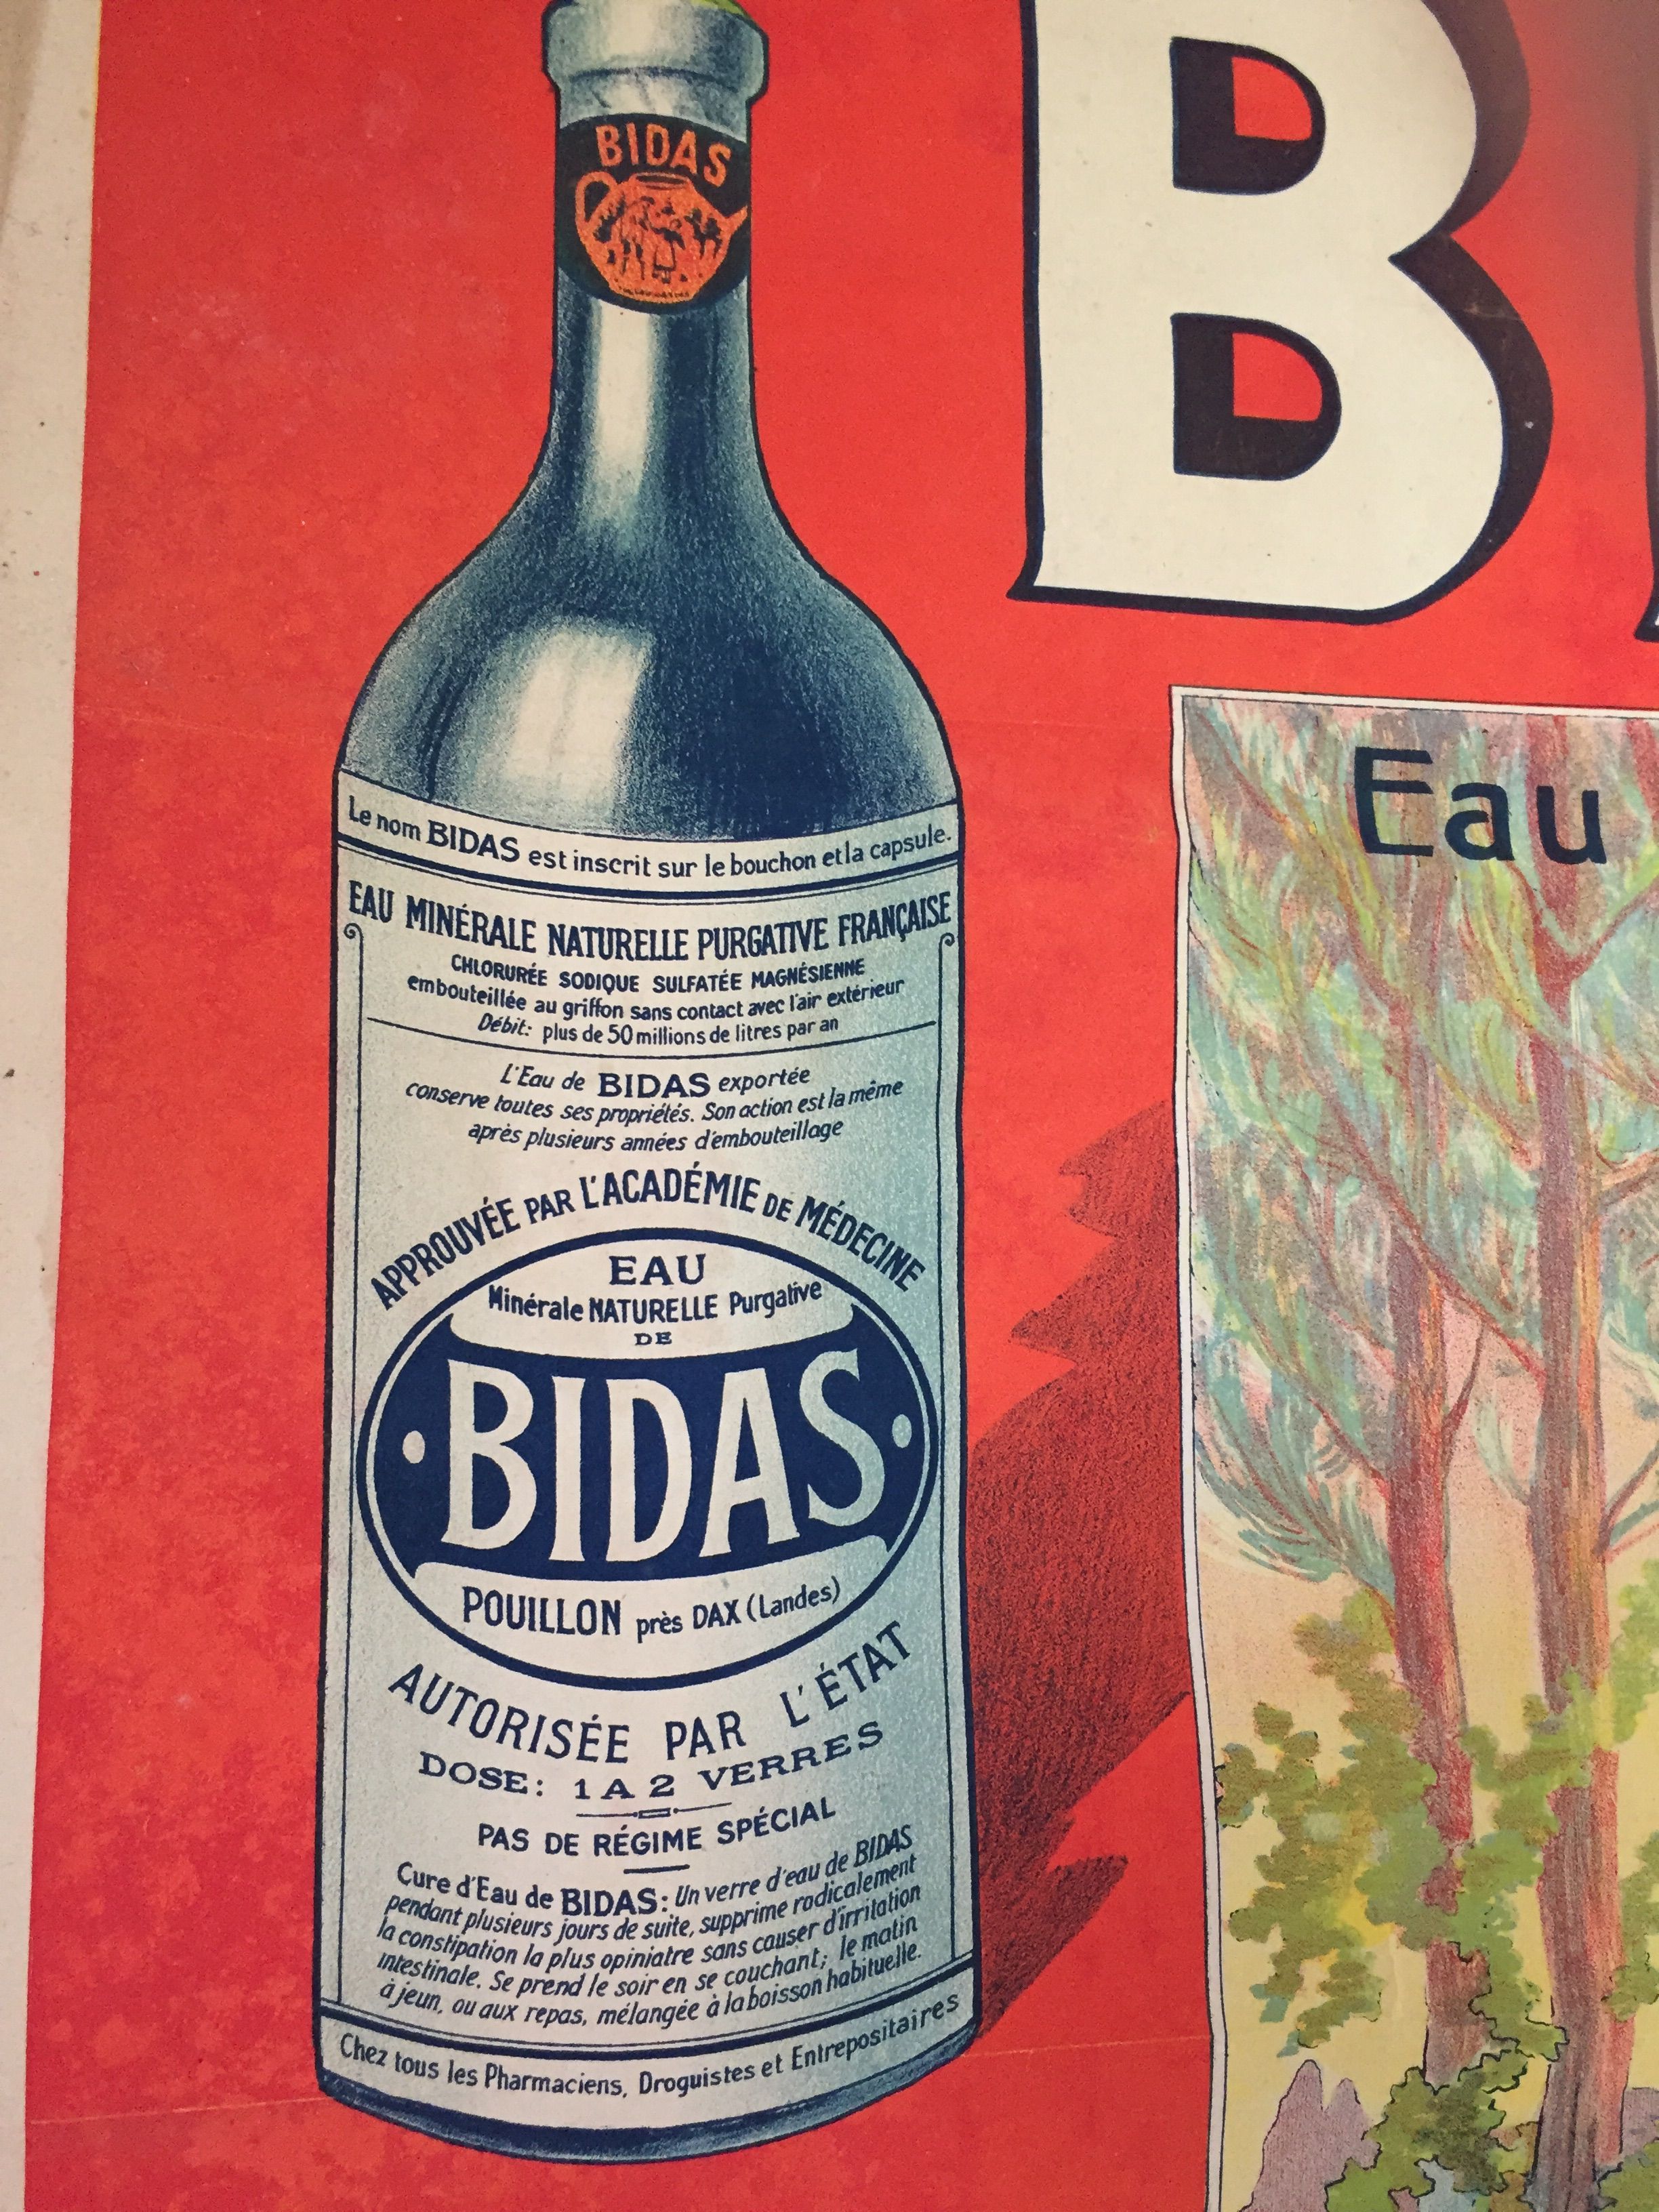 BIDAS
B
Eau
Le nom BIDAS est inscrit sur le bouchon et la capsule.
EAU MINÉRALE NATURELLE PURGATIVE FRANÇAISE
CHLORURÉE SODIQUE SULFATÉE MAGNÉSIENNE
embouteillée au griffon sans contact avec l'air extérieur
Débit: plus de 50 millions de litres par an
L'Eau de BIDAS exportée
conserve toutes ses propriétés. Son action est la même
après plusieurs années d'embouteillage
APPROUVÉE PAR L'ACADÉMIE DE MÉDECINE
EAU
Minérale NATURELLE Purgative
DE
BIDAS
POUILLON près DAX (Landes)
AUTORISÉE PAR L'ÉTAT
DOSE: 1 A 2 VERRES
PAS DE RÉGIME SPÉCIAL
Cure d'Eau de BIDAS: Un verre d'eau de BIDAS
pendant plusieurs jours de suite, supprime radicalement
la constipation la plus opiniatre sans causer d'irritation
intestinale. Se prend le soir en se couchant; le matin
à jeun, ou aux repas, mélangée à la boisson habituelle.
Chez tous les Pharmaciens, Droguistes et Entrepositaires